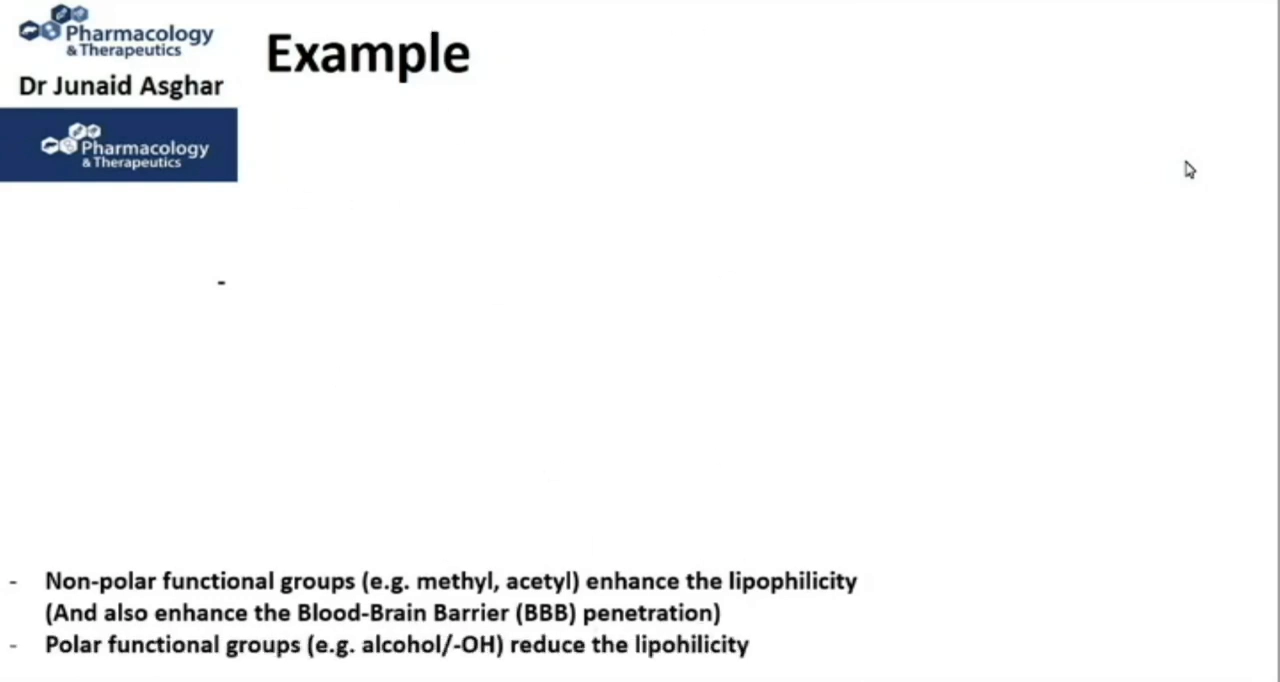 Pharmacology
& Therapeutics
Dr Junaid Asghar
Pharmacology
& Therapeutics
Example
-
- Non-polar functional groups (e.g. methyl, acetyl) enhance the lipophilicity
(And also enhance the Blood-Brain Barrier (BBB) penetration)
- Polar functional groups (e.g. alcohol/-OH) reduce the lipohilicity